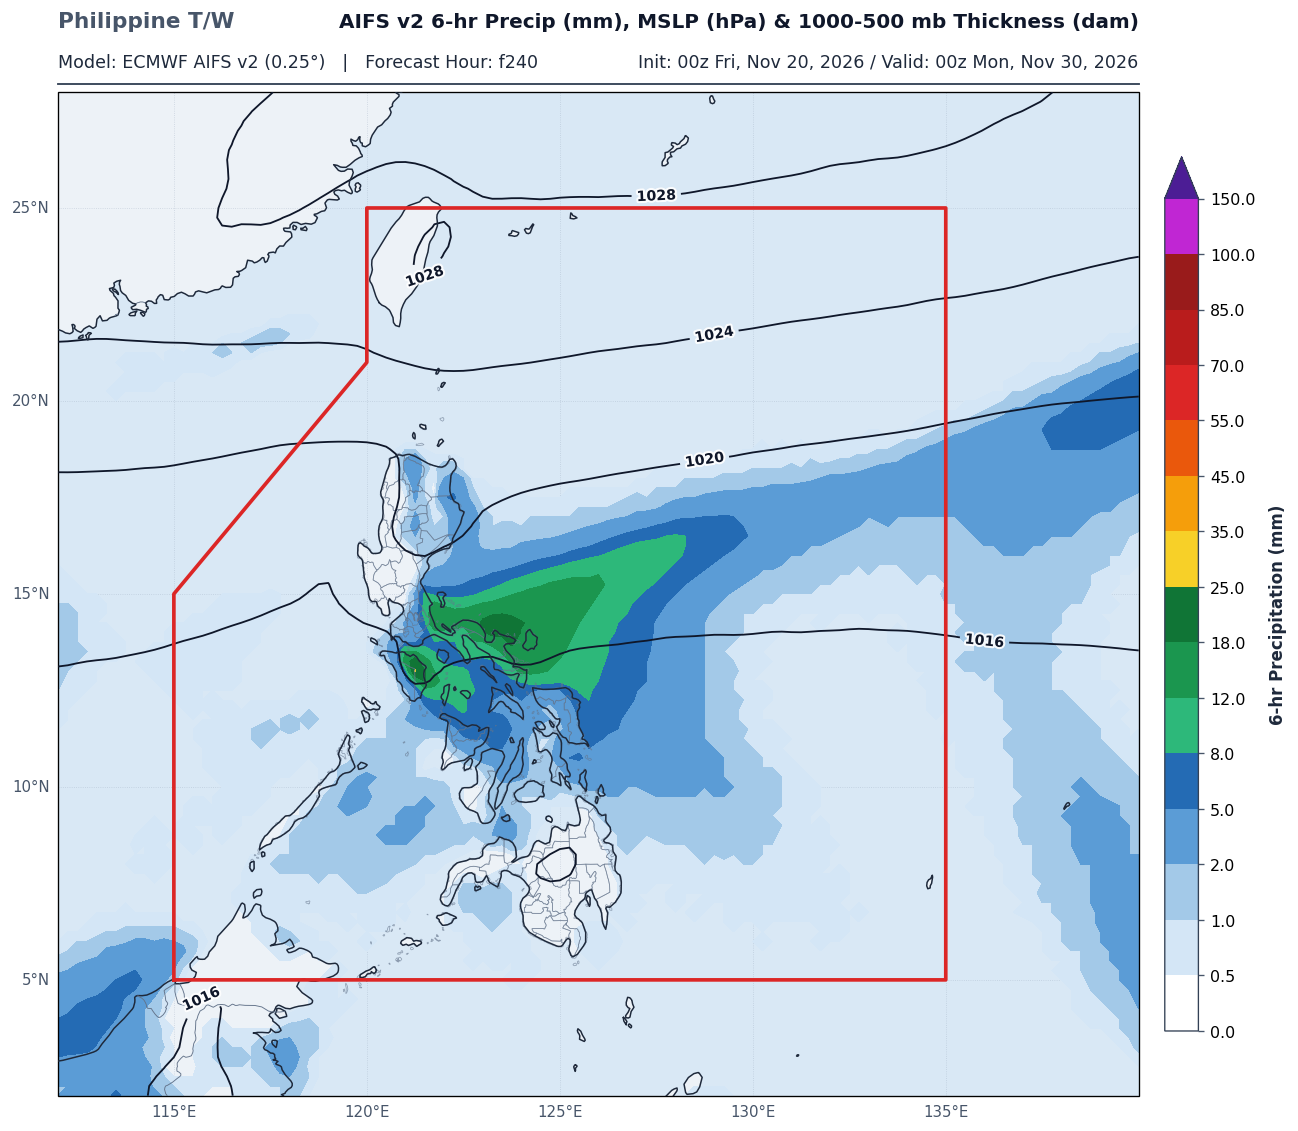 Philippine T/W
AIFS v2 6-hr Precip (mm), MSLP (hPa) & 1000-500 mb Thickness (dam)
Model: ECMWF AIFS v2 (0.25°) | Forecast Hour: f240
Init: 00z Fri, Nov 20, 2026 / Valid: 00z Mon, Nov 30, 2026
25°N
20°N
15°N
10°N
5°N
115°E
120°E
125°E
130°E
135°E
1028
1028
1024
1020
1016
1016
150.0
100.0
85.0
70.0
55.0
45.0
35.0
25.0
18.0
12.0
8.0
5.0
2.0
1.0
0.5
0.0
6-hr Precipitation (mm)